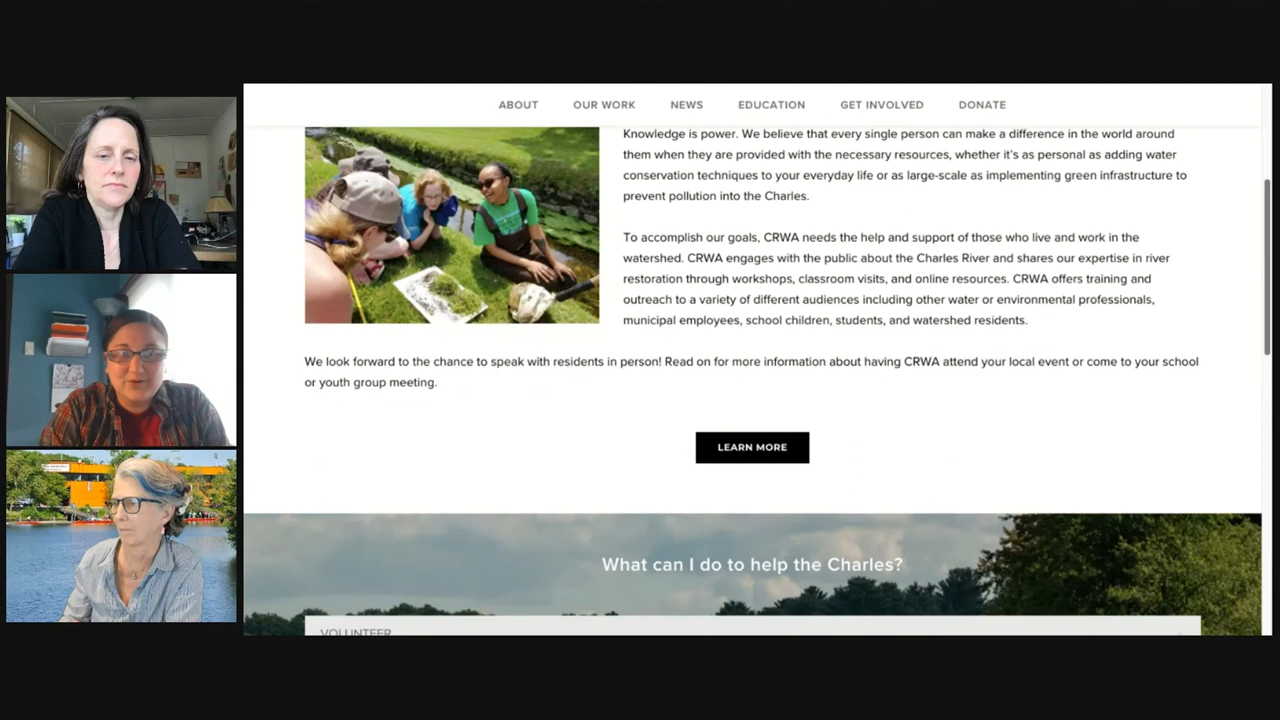 ABOUT OUR WORK NEWS EDUCATION GET INVOLVED DONATE
Knowledge is power. We believe that every single person can make a difference in the world around
them when they are provided with the necessary resources, whether it's as personal as adding water
conservation techniques to your everyday life or as large-scale as implementing green infrastructure to
prevent pollution into the Charles.
To accomplish our goals, CRWA needs the help and support of those who live and work in the
watershed. CRWA engages with the public about the Charles River and shares our expertise in river
restoration through workshops, classroom visits, and online resources. CRWA offers training and
outreach to a variety of different audiences including other water or environmental professionals,
municipal employees, school children, students, and watershed residents.
We look forward to the chance to speak with residents in person! Read on for more information about having CRWA attend your local event or come to your school
or youth group meeting.
LEARN MORE
What can I do to help the Charles?
VOLUNTEER